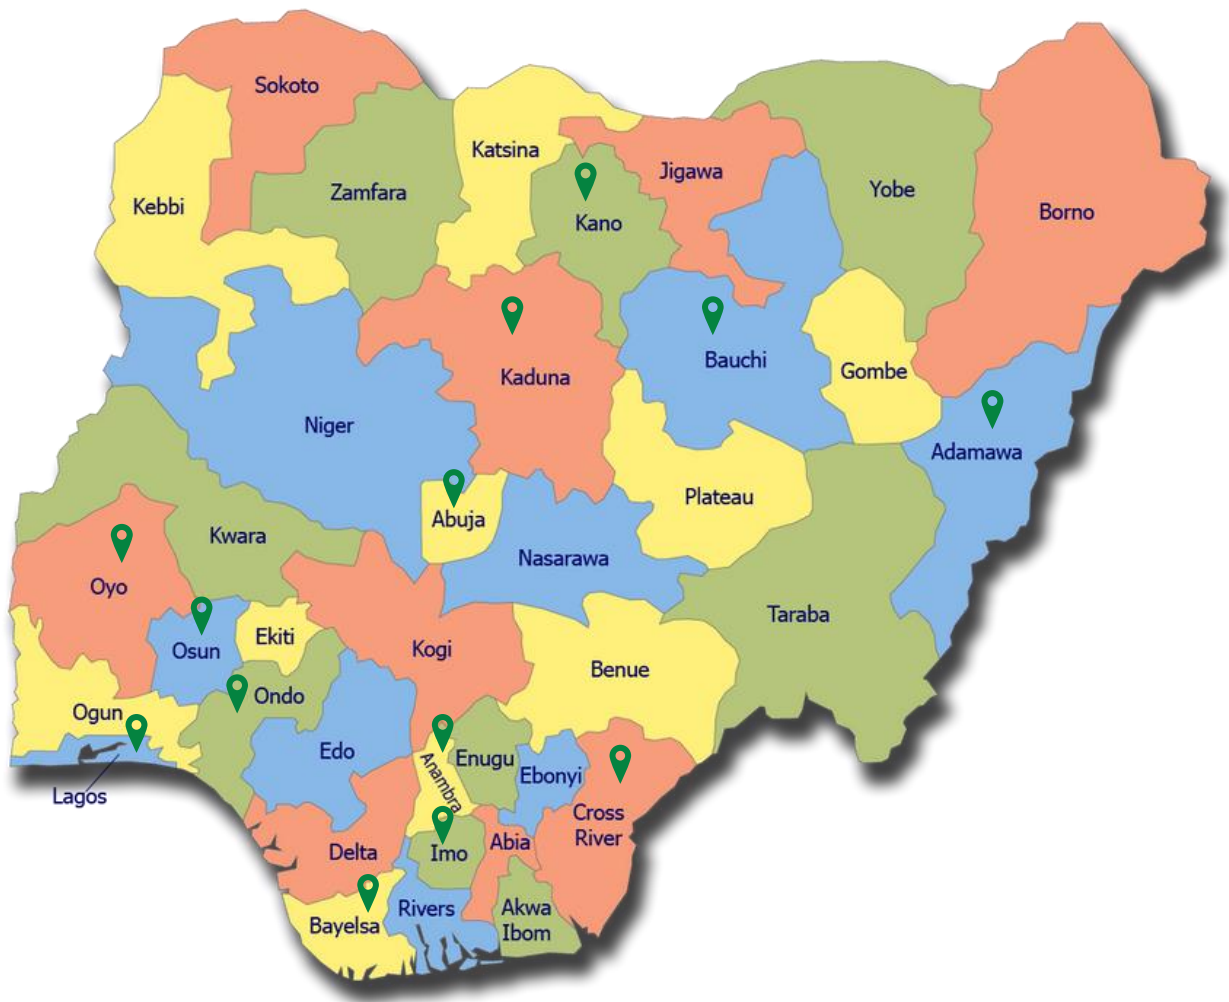 Sokoto
Katsina
Jigawa
Zamfara
Yobe
Kebbi
Borno
Kano
Bauchi
Gombe
Kaduna
Niger
Adamawa
Plateau
Abuja
Kwara
Nasarawa
Oyo
Taraba
Ekiti
Osun
Kogi
Benue
Ondo
Ogun
Edo
Enugu
Anambra
Ebonyi
Lagos
Cross
River
Abia
Delta
Imo
Rivers
Akwa
Ibom
Bayelsa